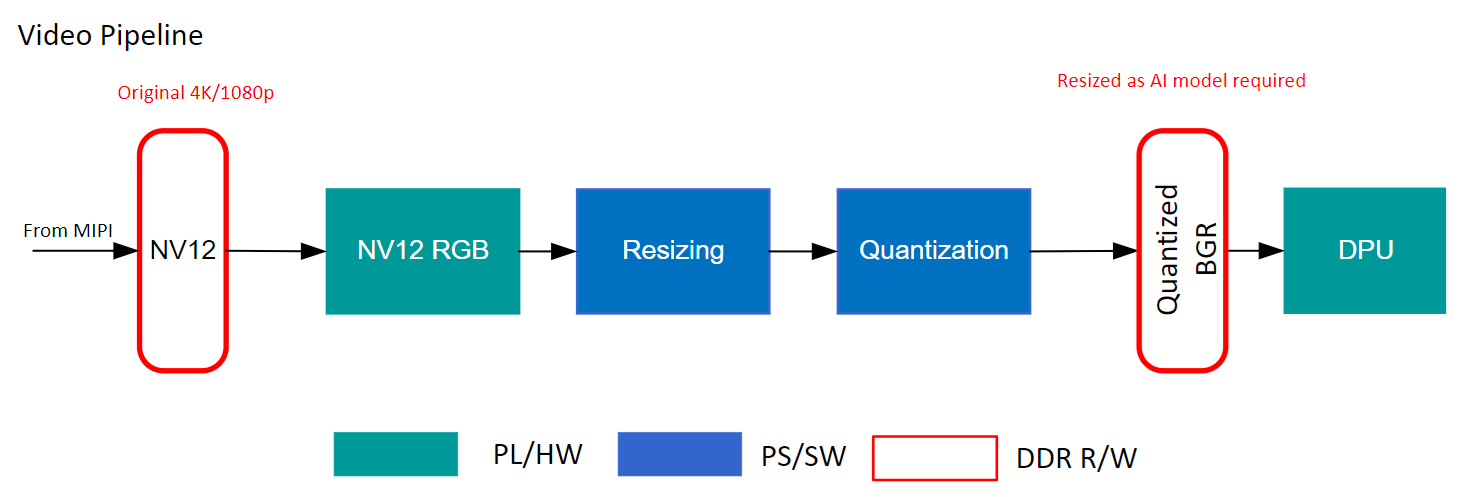 Video Pipeline
Original 4K/1080p
Resized as AI model required
From MIPI
NV12
NV12 RGB
Resizing
Quantization
Quantized
BGR
DPU
PL/HW
PS/SW
DDR R/W